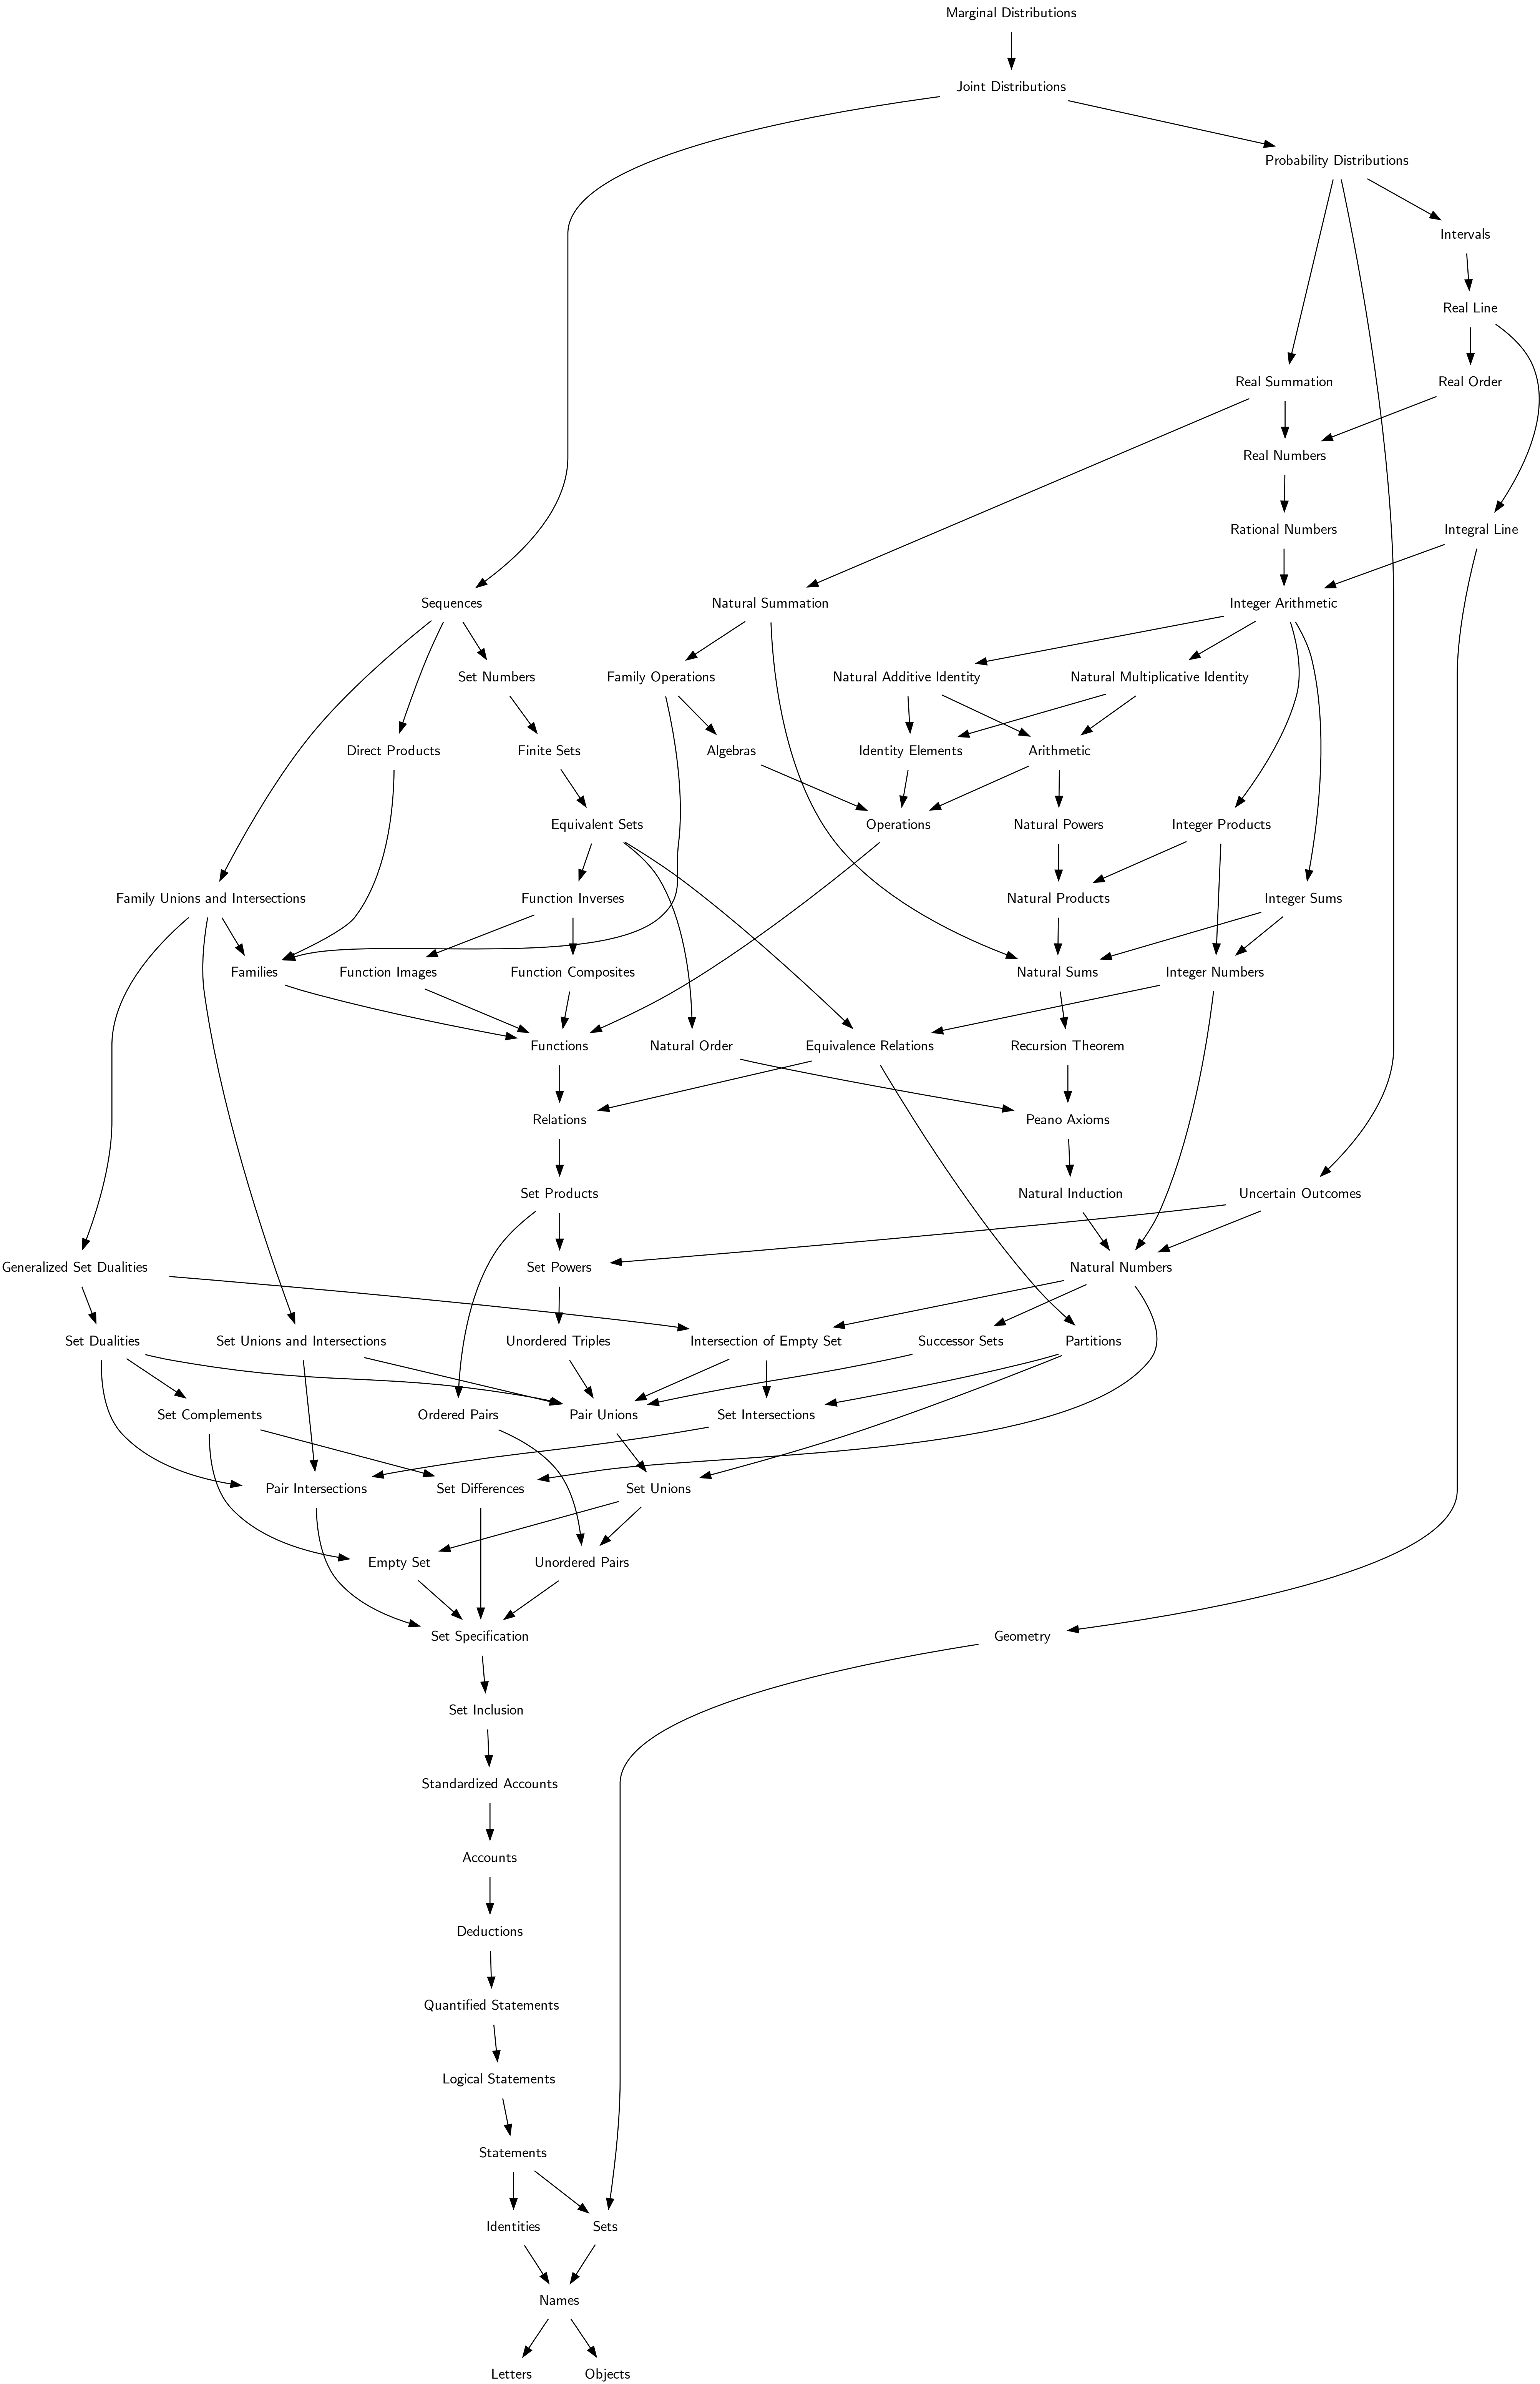 Marginal Distributions
Joint Distributions
Probability Distributions
Intervals
Real Line
Real Summation
Real Order
Real Numbers
Rational Numbers
Integral Line
Sequences
Natural Summation
Integer Arithmetic
Set Numbers
Family Operations
Natural Additive Identity
Natural Multiplicative Identity
Direct Products
Finite Sets
Algebras
Identity Elements
Arithmetic
Equivalent Sets
Operations
Natural Powers
Integer Products
Family Unions and Intersections
Function Inverses
Natural Products
Integer Sums
Families
Function Images
Function Composites
Natural Sums
Integer Numbers
Functions
Natural Order
Equivalence Relations
Recursion Theorem
Relations
Peano Axioms
Set Products
Natural Induction
Uncertain Outcomes
Generalized Set Dualities
Set Powers
Natural Numbers
Set Dualities
Set Unions and Intersections
Unordered Triples
Intersection of Empty Set
Successor Sets
Partitions
Set Complements
Ordered Pairs
Pair Unions
Set Intersections
Pair Intersections
Set Differences
Set Unions
Empty Set
Unordered Pairs
Set Specification
Geometry
Set Inclusion
Standardized Accounts
Accounts
Deductions
Quantified Statements
Logical Statements
Statements
Identities
Sets
Names
Letters
Objects